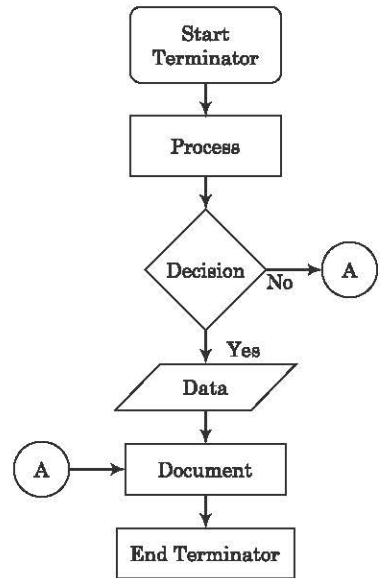 Start
Terminator
Process
Decision
No
A
Yes
Data
A
Document
End Terminator